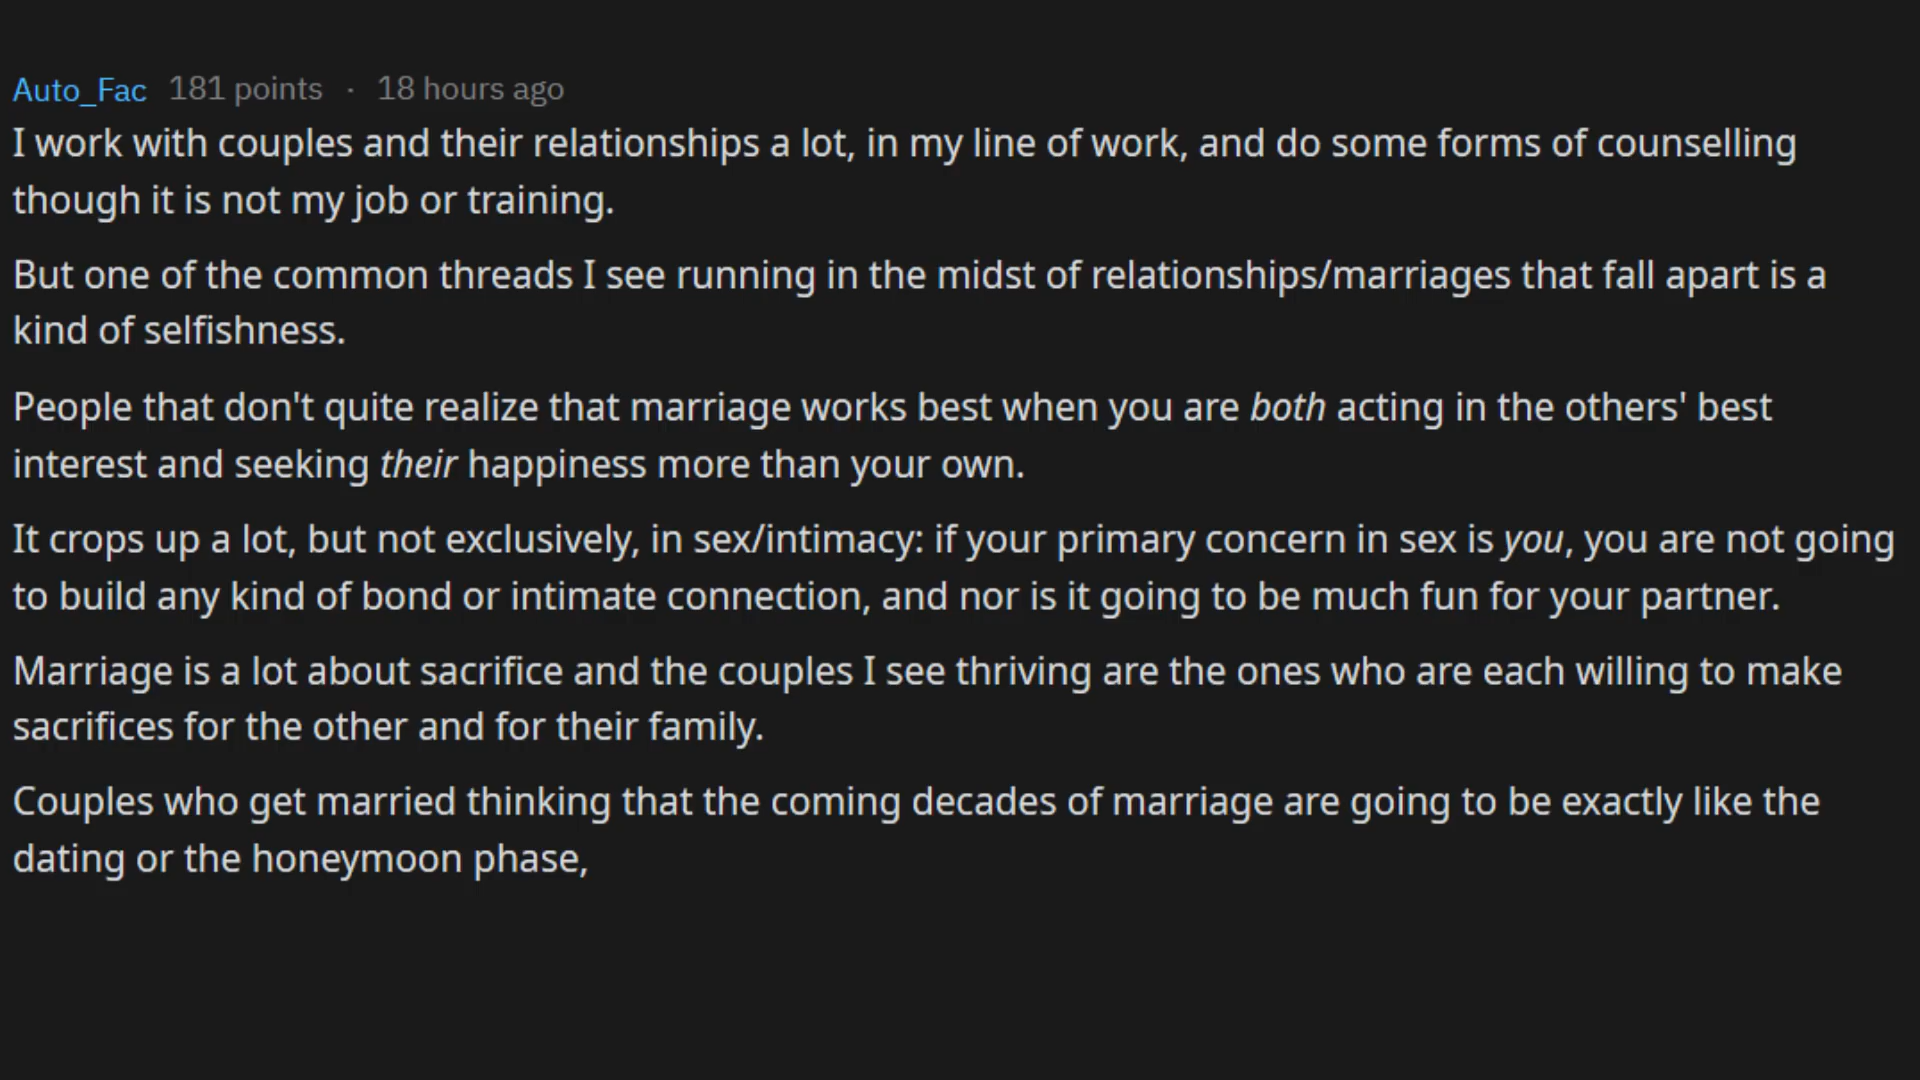 Auto_Fac 181 points · 18 hours ago
I work with couples and their relationships a lot, in my line of work, and do some forms of counselling
though it is not my job or training.
But one of the common threads I see running in the midst of relationships/marriages that fall apart is a
kind of selfishness.
People that don't quite realize that marriage works best when you are both acting in the others' best
interest and seeking their happiness more than your own.
It crops up a lot, but not exclusively, in sex/intimacy: if your primary concern in sex is you, you are not going
to build any kind of bond or intimate connection, and nor is it going to be much fun for your partner.
Marriage is a lot about sacrifice and the couples I see thriving are the ones who are each willing to make
sacrifices for the other and for their family.
Couples who get married thinking that the coming decades of marriage are going to be exactly like the
dating or the honeymoon phase,